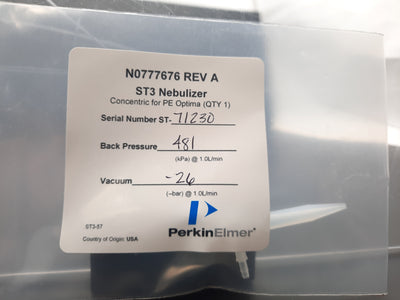 N0777676 REV A
ST3 Nebulizer
Concentric for PE Optima (QTY 1)
Serial Number ST-71230
Back Pressure 481
(kPa) @ 1.0L/min
Vacuum -26
(-bar) @ 1.0L/min
ST3-57
Country of Origin: USA
PerkinElmer®